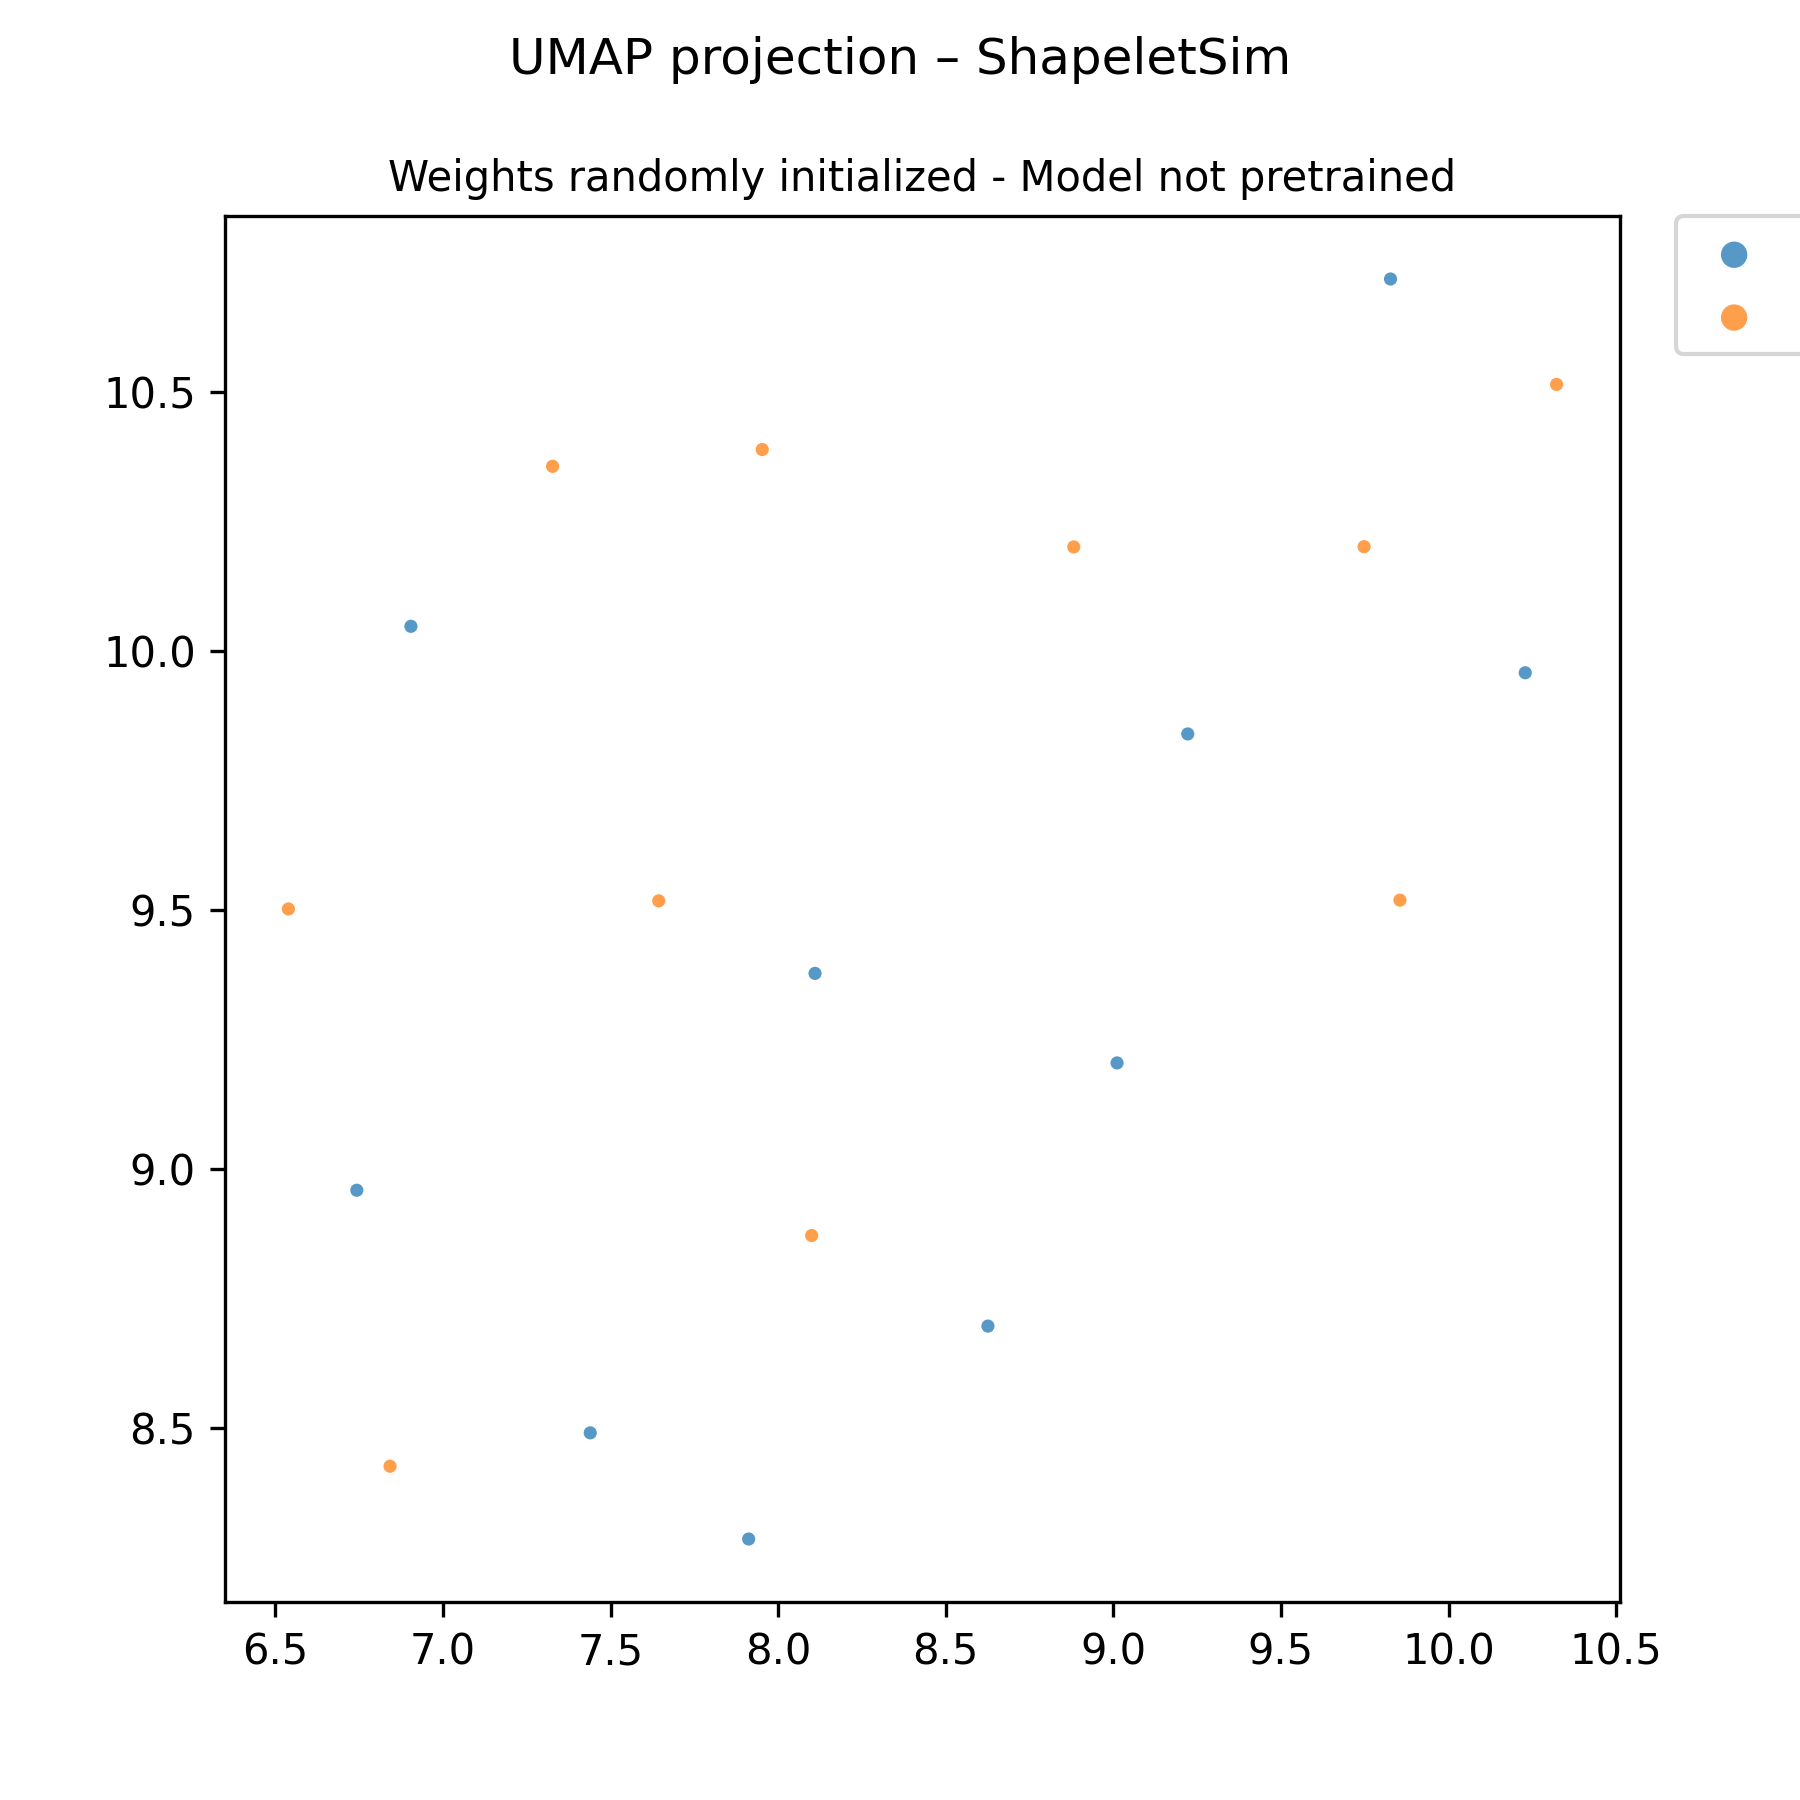 UMAP projection – ShapeletSim
Weights randomly initialized - Model not pretrained
10.5
10.0
9.5
9.0
8.5
6.5 7.0 7.5 8.0 8.5 9.0 9.5 10.0 10.5